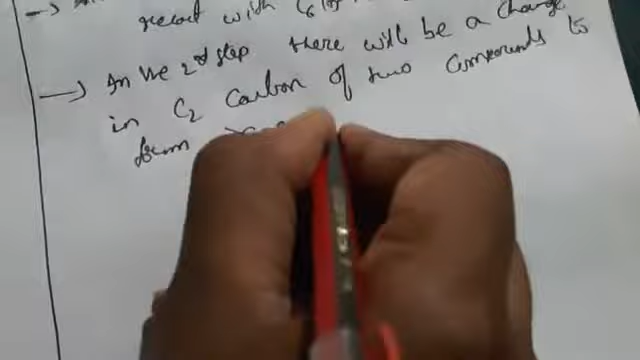 react with C6
→ In the 2nd step there will be a change
in C2 Carbon of two Compounds to
form